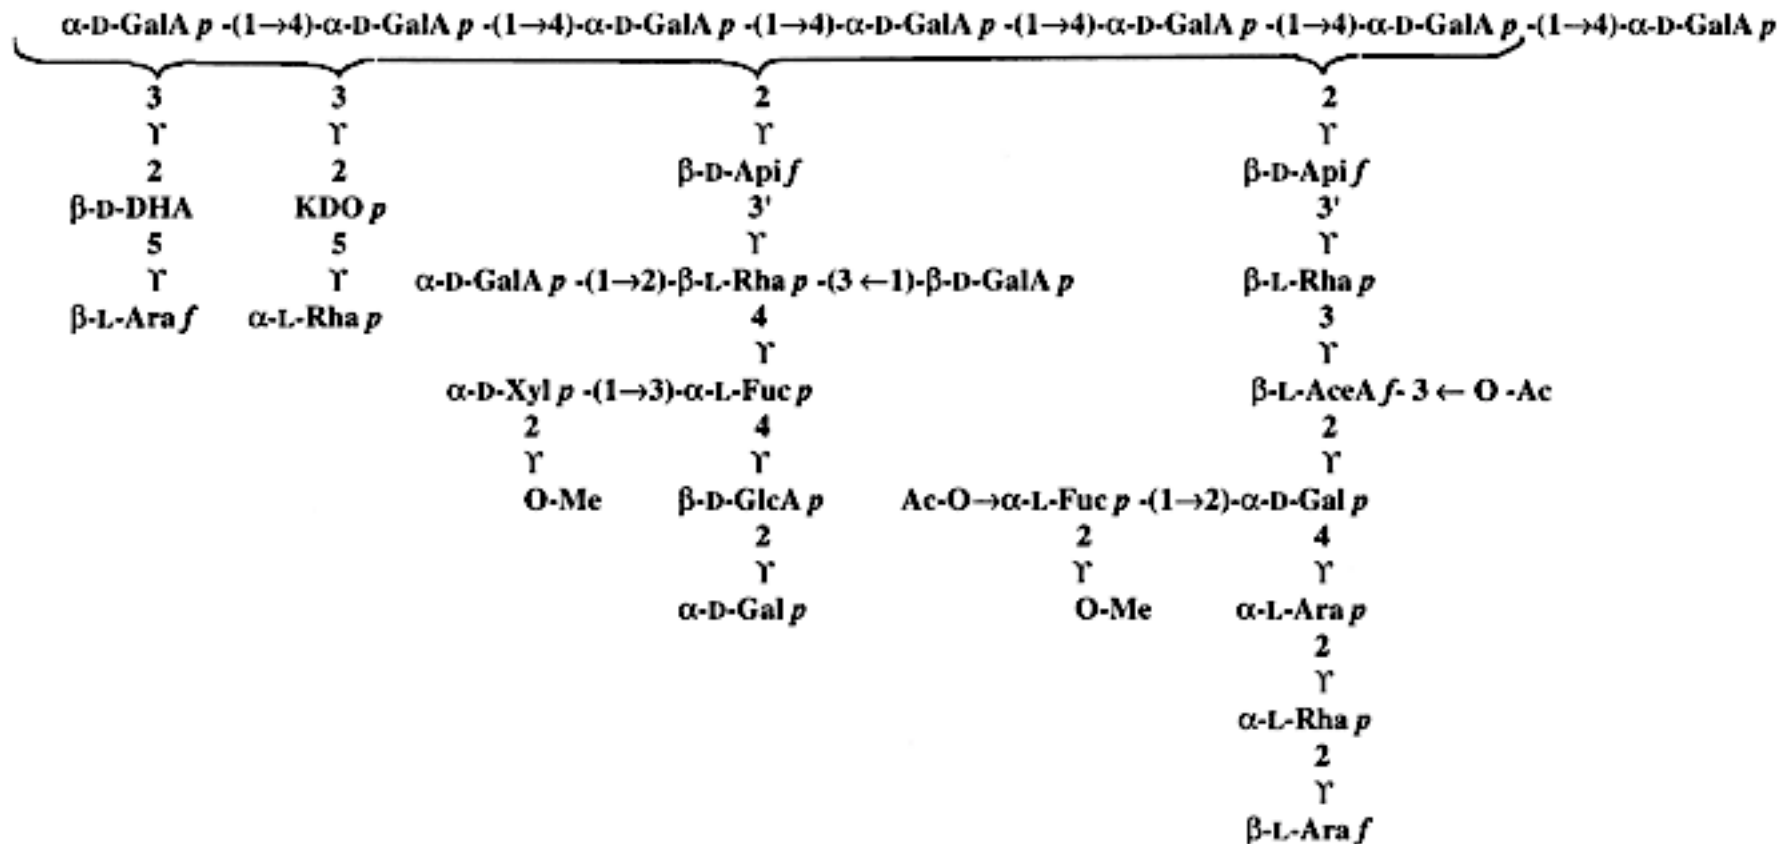 α-D-GalA p -(1→4)-α-D-GalA p -(1→4)-α-D-GalA p -(1→4)-α-D-GalA p -(1→4)-α-D-GalA p -(1→4)-α-D-GalA p -(1→4)-α-D-GalA p
3 3 2 2
ϒ ϒ ϒ ϒ
2 2 β-D-Api f β-D-Api f
β-D-DHA KDO p 3' 3'
5 5 ϒ ϒ
ϒ ϒ α-D-GalA p -(1→2)-β-L-Rha p -(3 ←1)-β-D-GalA p β-L-Rha p
β-L-Ara f α-L-Rha p 4 3
ϒ ϒ
α-D-Xyl p -(1→3)-α-L-Fuc p β-L-AceA f- 3 ← O -Ac
2 4 2
ϒ ϒ ϒ
O-Me β-D-GlcA p Ac-O→α-L-Fuc p -(1→2)-α-D-Gal p
2 2 4
ϒ ϒ ϒ
α-D-Gal p O-Me α-L-Ara p
2
ϒ
α-L-Rha p
2
ϒ
β-L-Ara f